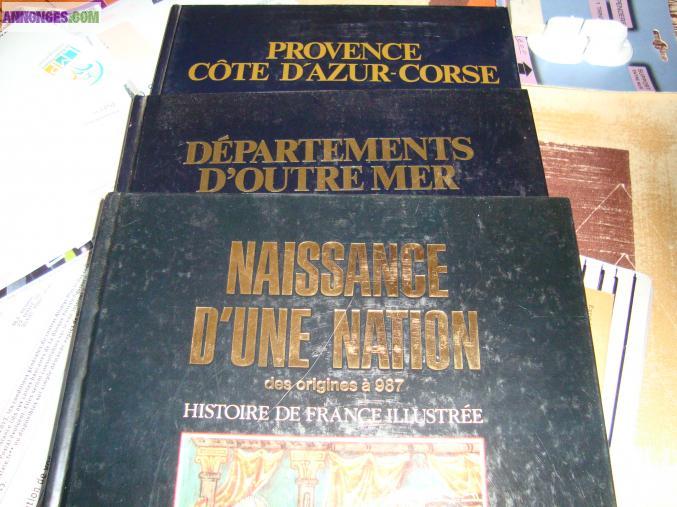 ANNONCES.COM
PROVENCE
CÔTE D'AZUR-CORSE
DÉPARTEMENTS
D'OUTRE MER
NAISSANCE
D'UNE NATION
des origines à 987
HISTOIRE DE FRANCE ILLUSTRÉE